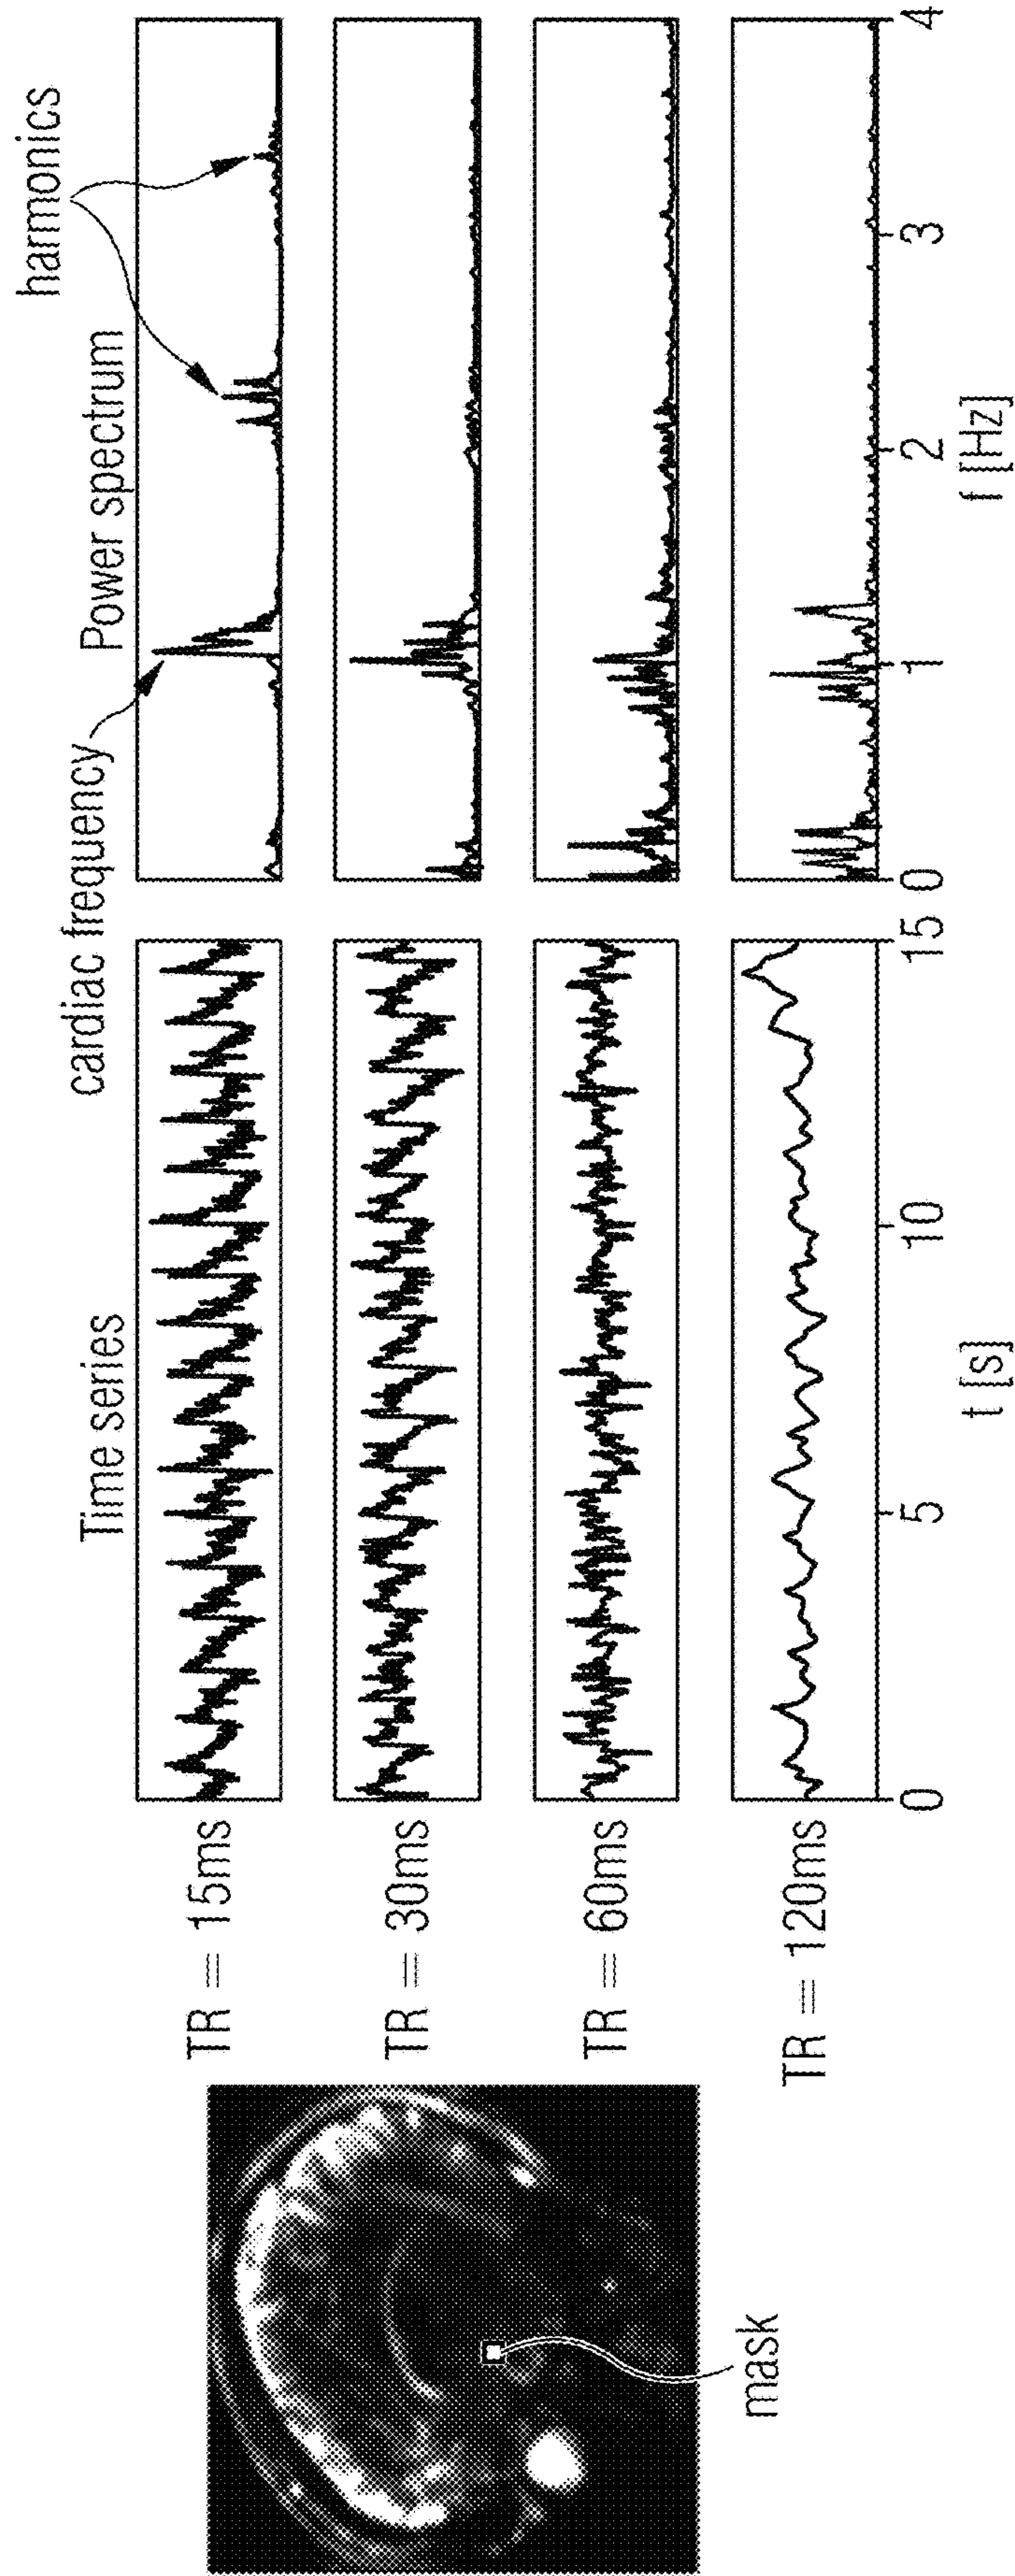 harmonics
Time series
Power spectrum
cardiac frequency
TR = 15ms
TR = 30ms
TR = 60ms
TR = 120ms
0 5 10 15
0 1 2 3 4
t [s]
f [Hz]
mask